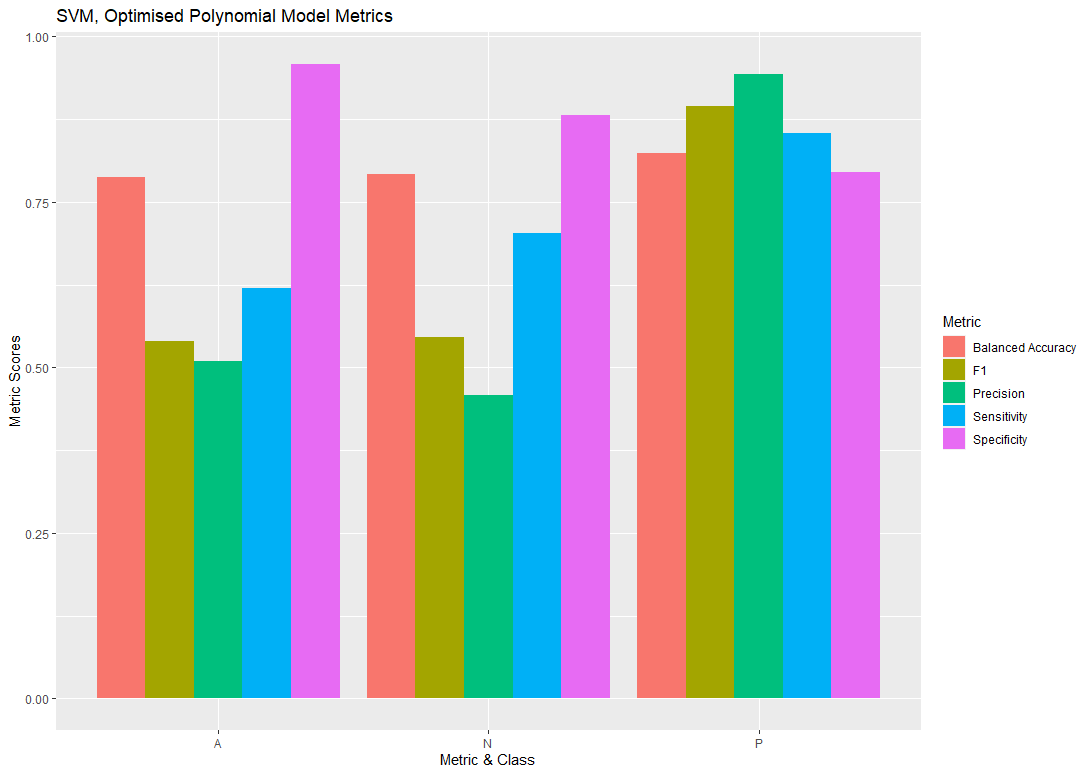 SVM, Optimised Polynomial Model Metrics
1.00
0.75
0.50
0.25
0.00
Metric Scores
A
N
P
Metric & Class
Metric
Balanced Accuracy
F1
Precision
Sensitivity
Specificity